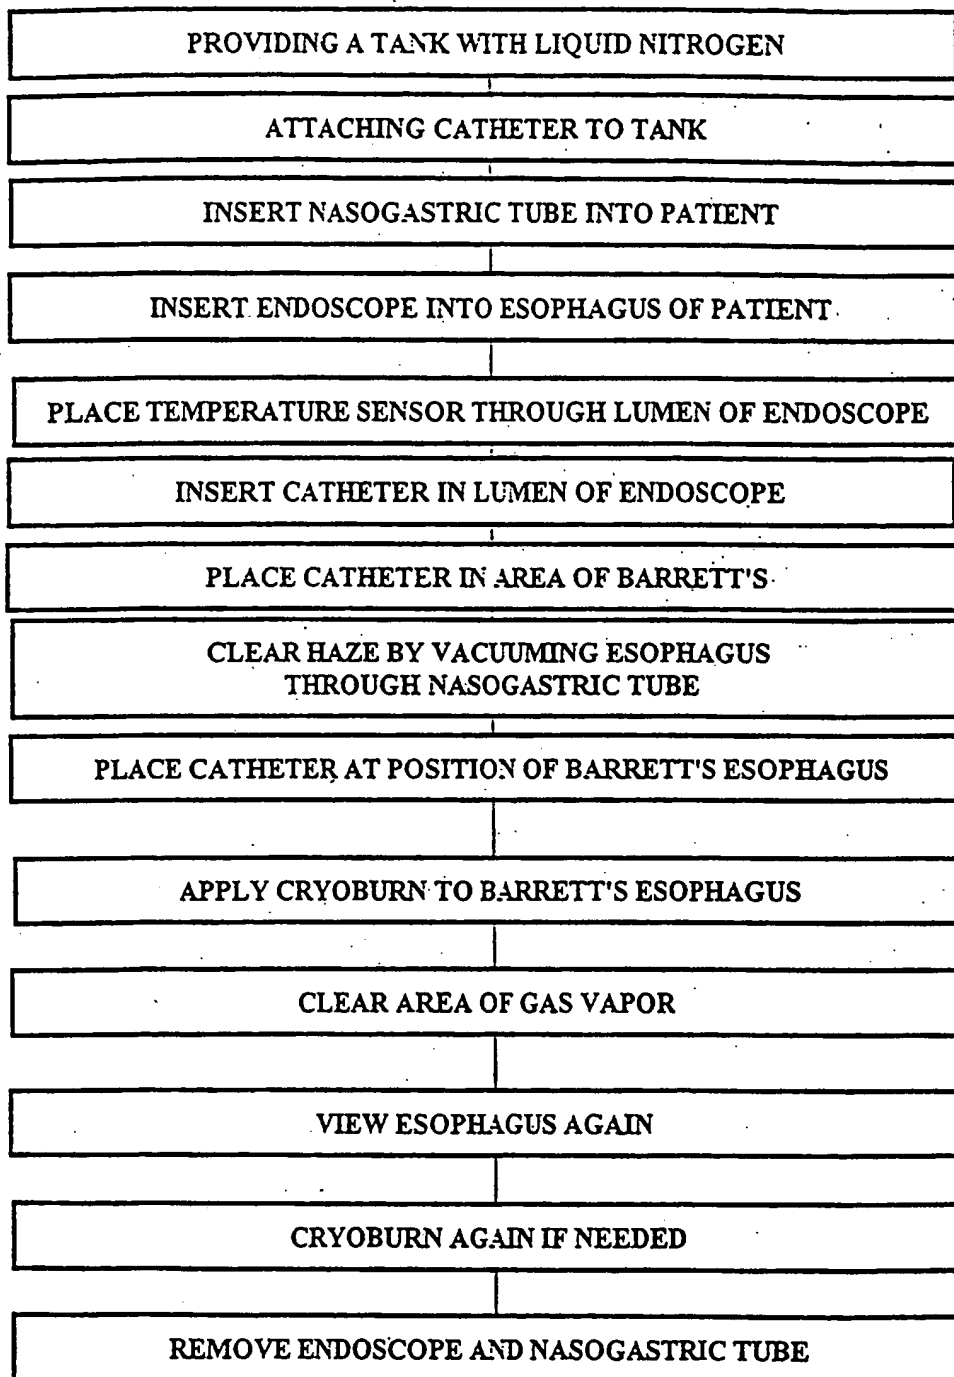 PROVIDING A TANK WITH LIQUID NITROGEN
ATTACHING CATHETER TO TANK
INSERT NASOGASTRIC TUBE INTO PATIENT
INSERT ENDOSCOPE INTO ESOPHAGUS OF PATIENT
PLACE TEMPERATURE SENSOR THROUGH LUMEN OF ENDOSCOPE
INSERT CATHETER IN LUMEN OF ENDOSCOPE
PLACE CATHETER IN AREA OF BARRETT'S
CLEAR HAZE BY VACUUMING ESOPHAGUS
THROUGH NASOGASTRIC TUBE
PLACE CATHETER AT POSITION OF BARRETT'S ESOPHAGUS
APPLY CRYOBURN TO BARRETT'S ESOPHAGUS
CLEAR AREA OF GAS VAPOR
VIEW ESOPHAGUS AGAIN
CRYOBURN AGAIN IF NEEDED
REMOVE ENDOSCOPE AND NASOGASTRIC TUBE